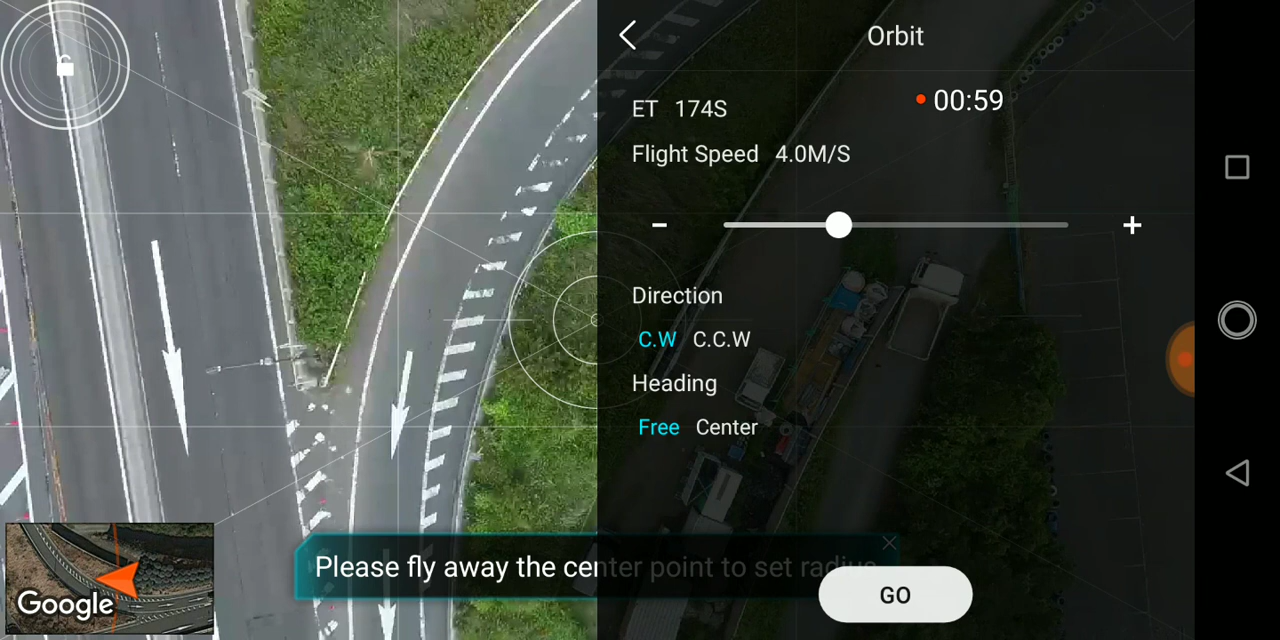 Orbit
ET 174S
00:59
Flight Speed 4.0M/S
- +
Direction
C.W C.C.W
Heading
Free Center
Please fly away the center point to set radius
GO
Google